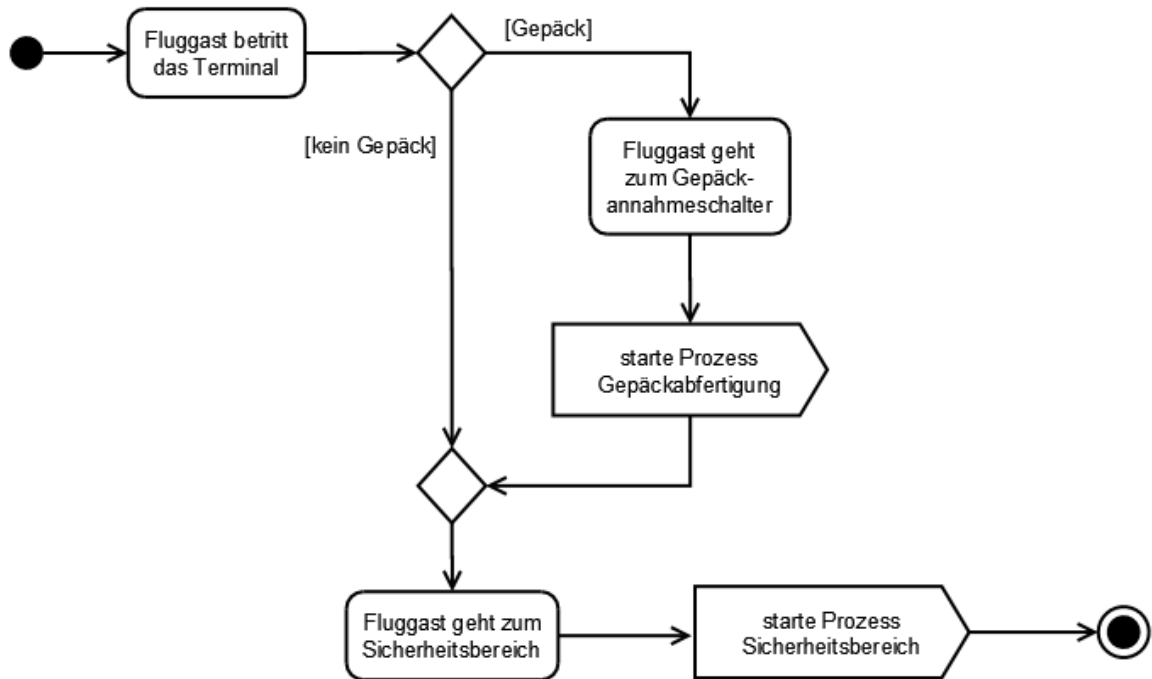 Fluggast betritt
das Terminal
[Gepäck]
[kein Gepäck]
Fluggast geht
zum Gepäck-
annahmeschalter
starte Prozess
Gepäckabfertigung
Fluggast geht zum
Sicherheitsbereich
starte Prozess
Sicherheitsbereich